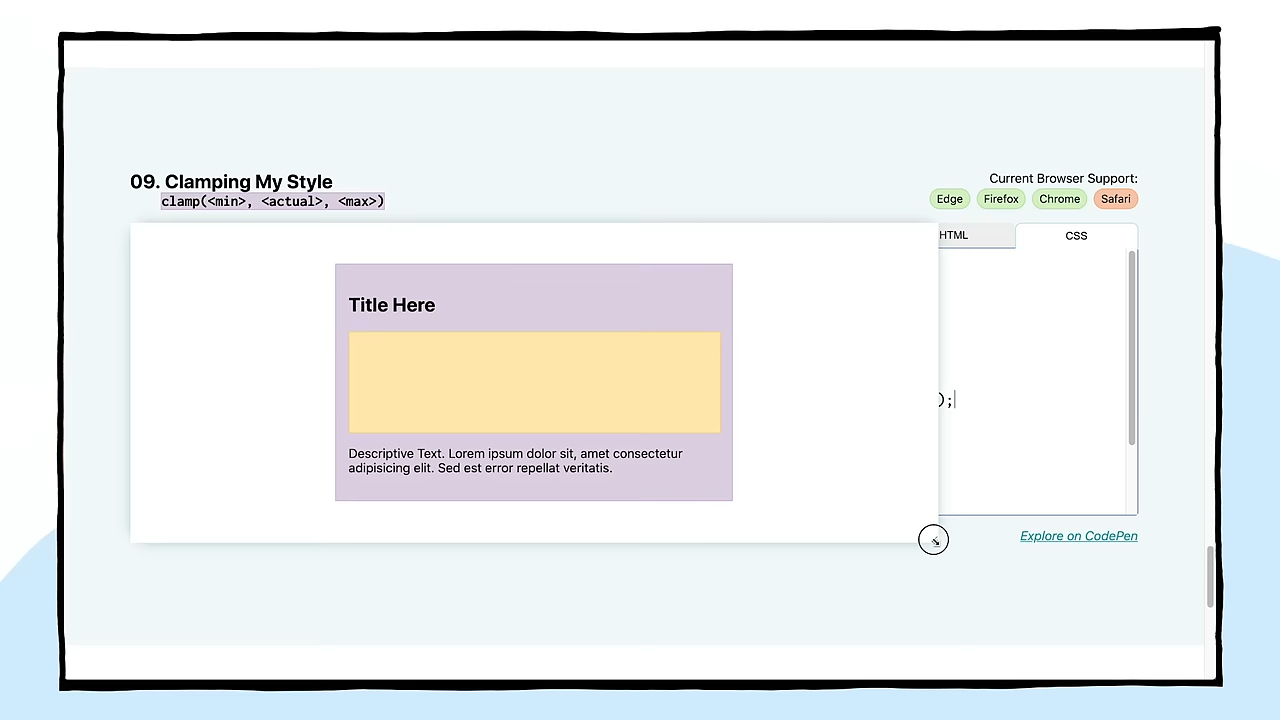 09. Clamping My Style
clamp(<min>, <actual>, <max>)
Current Browser Support:
Edge
Firefox
Chrome
Safari
HTML
CSS
Title Here
);
Descriptive Text. Lorem ipsum dolor sit, amet consectetur
adipisicing elit. Sed est error repellat veritatis.
Explore on CodePen